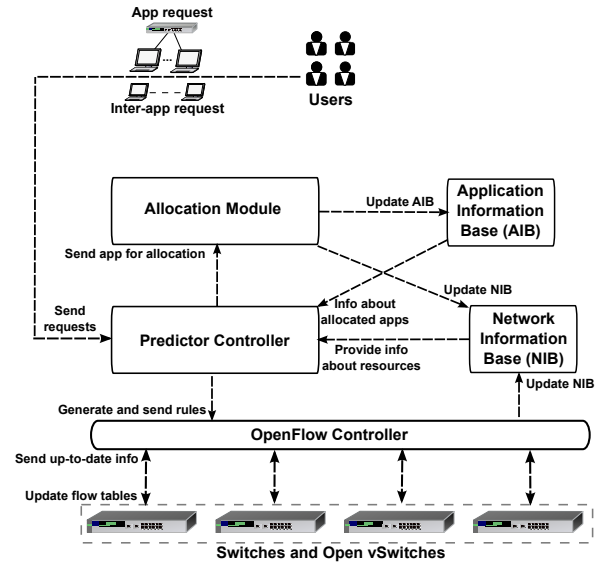 App request
...
Inter-app request
Users
Allocation Module
Update AIB
Application
Information
Base (AIB)
Send app for allocation
Update NIB
Send
requests
Info about
allocated apps
Predictor Controller
Provide info
about resources
Network
Information
Base (NIB)
Update NIB
Generate and send rules
OpenFlow Controller
Send up-to-date info
Update flow tables
Switches and Open vSwitches